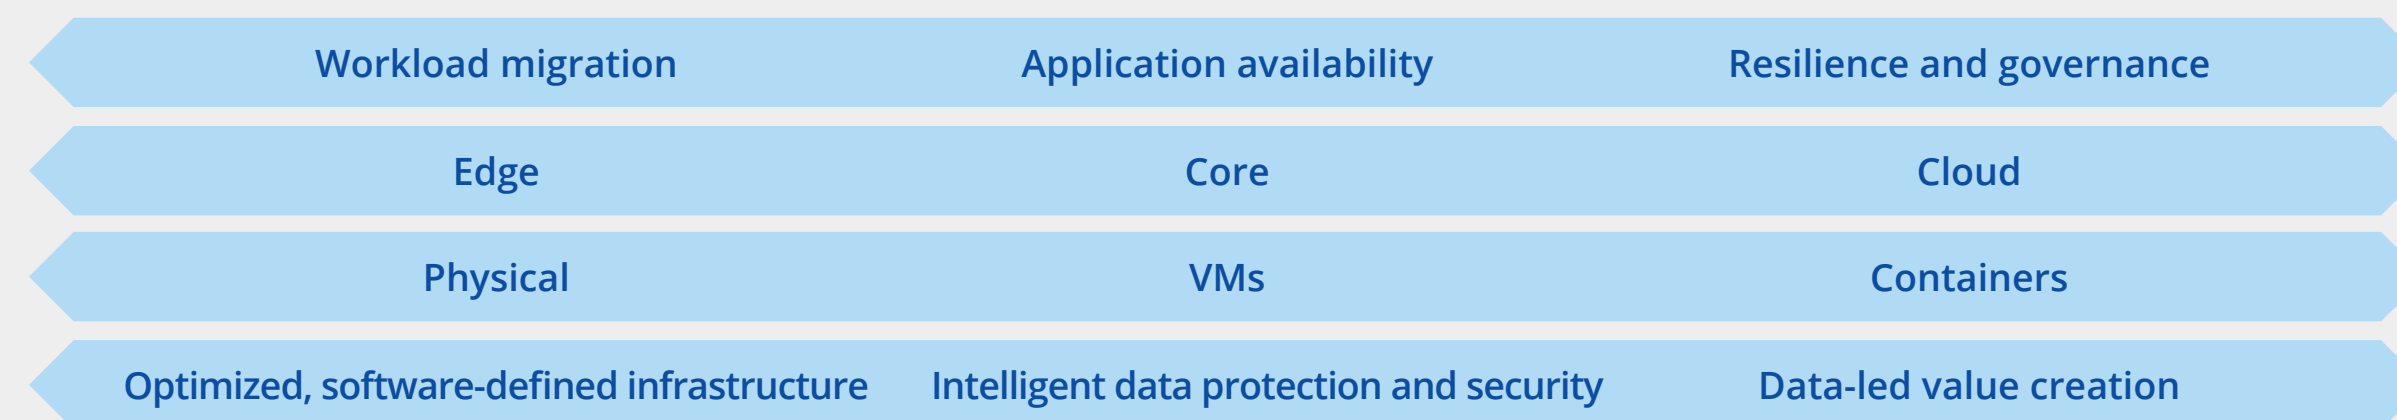 Workload migration Application availability Resilience and governance
Edge Core Cloud
Physical VMs Containers
Optimized, software-defined infrastructure Intelligent data protection and security Data-led value creation